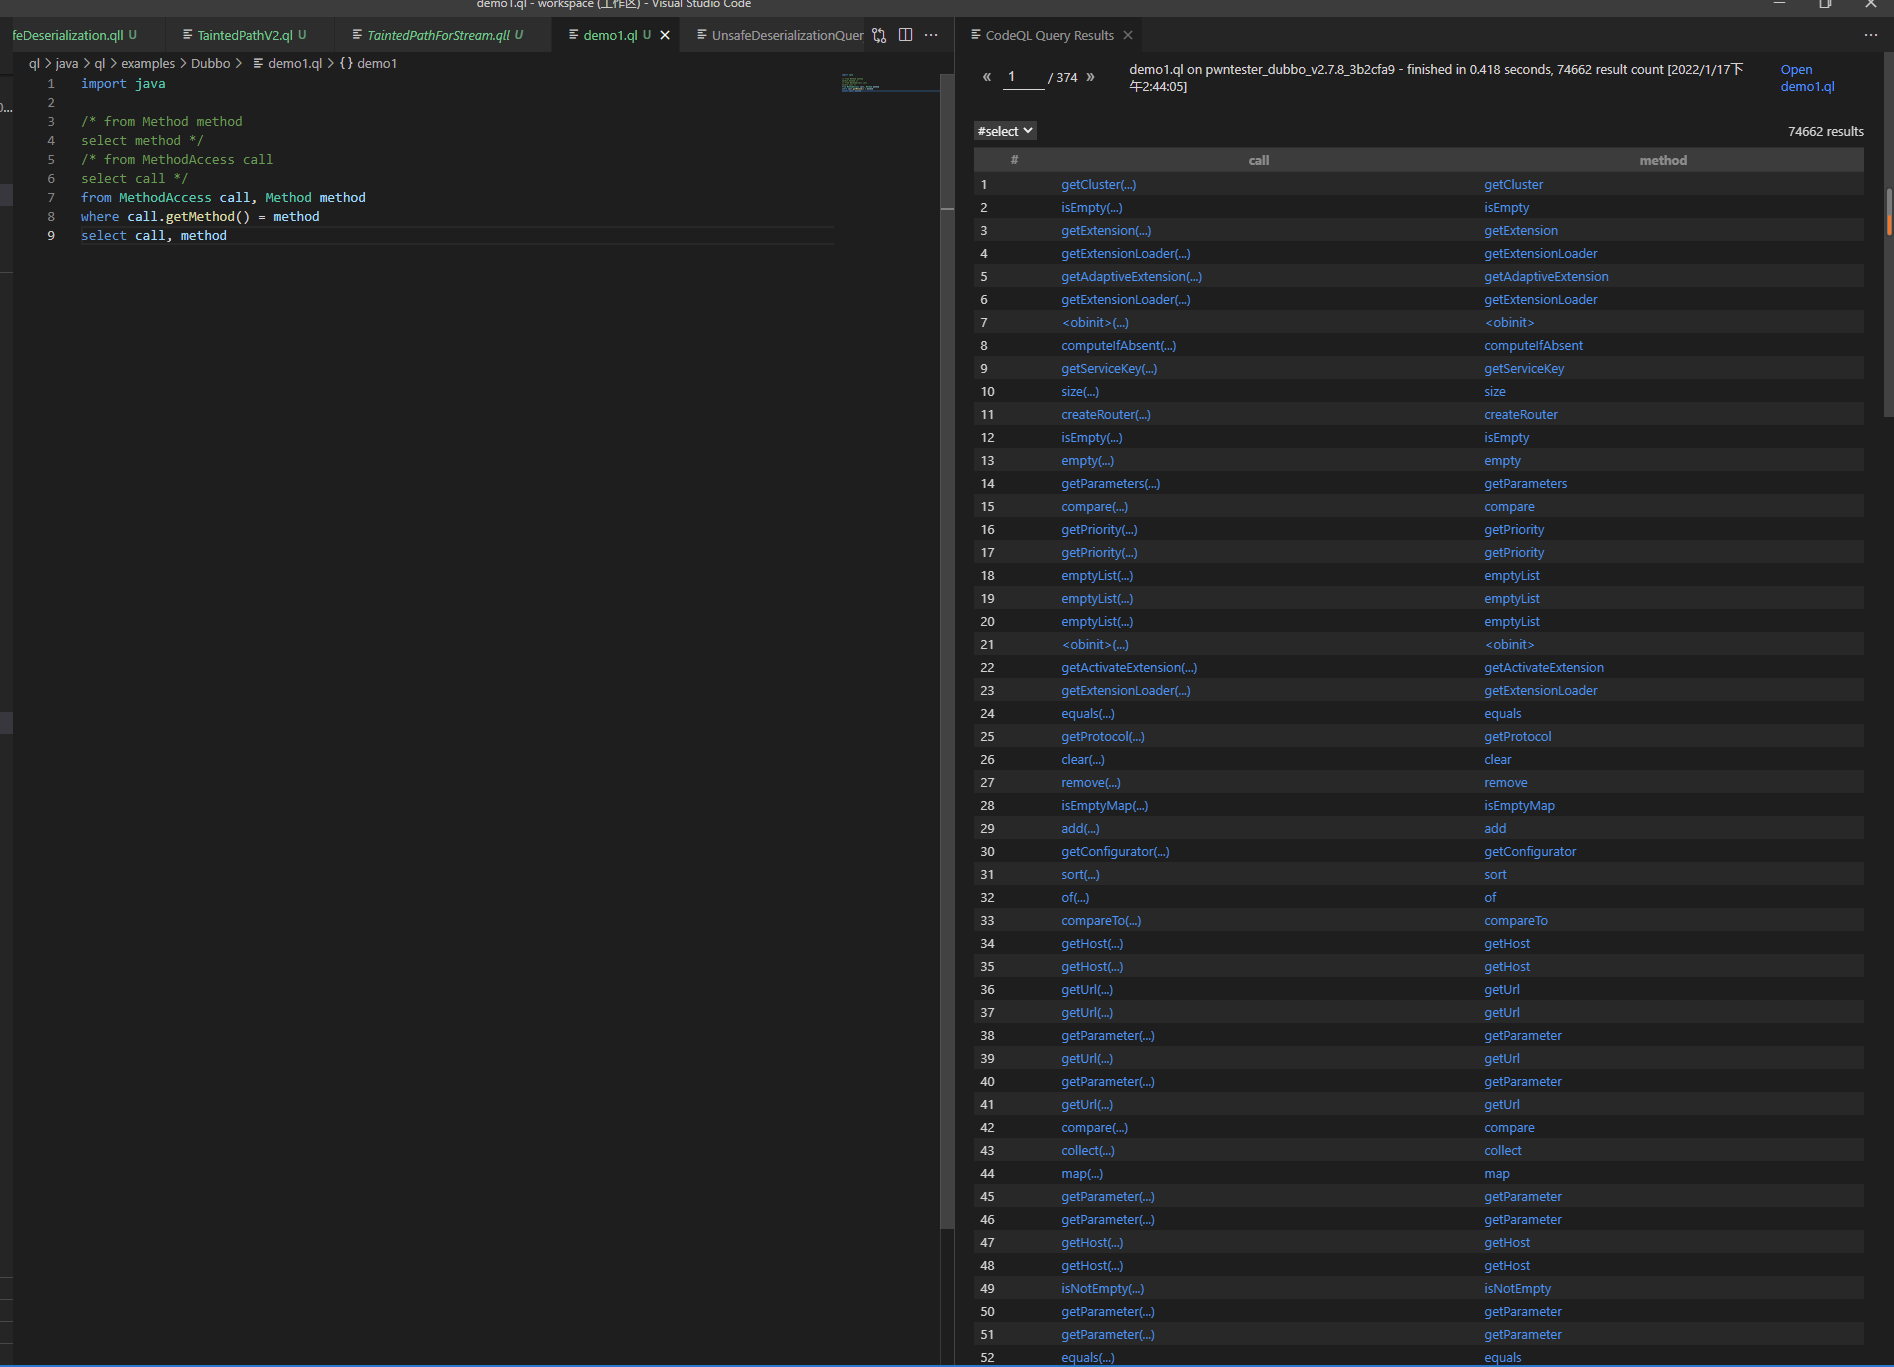 demo1.ql - workspace (工作区) - Visual Studio Code
feDeserialization.qll U
TaintedPathV2.ql U
TaintedPathForStream.qll U
demo1.ql U
UnsafeDeserializationQuer
CodeQL Query Results
ql > java > ql > examples > Dubbo > demo1.ql > {} demo1
1 import java
2
3 /* from Method method
4 select method */
5 /* from MethodAccess call
6 select call */
7 from MethodAccess call, Method method
8 where call.getMethod() = method
9 select call, method
« 1 / 374 »
demo1.ql on pwntester_dubbo_v2.7.8_3b2cfa9 - finished in 0.418 seconds, 74662 result count [2022/1/17下
午2:44:05]
Open
demo1.ql
#select
74662 results
# call method
1 getCluster(...) getCluster
2 isEmpty(...) isEmpty
3 getExtension(...) getExtension
4 getExtensionLoader(...) getExtensionLoader
5 getAdaptiveExtension(...) getAdaptiveExtension
6 getExtensionLoader(...) getExtensionLoader
7 <obinit>(...) <obinit>
8 computeIfAbsent(...) computeIfAbsent
9 getServiceKey(...) getServiceKey
10 size(...) size
11 createRouter(...) createRouter
12 isEmpty(...) isEmpty
13 empty(...) empty
14 getParameters(...) getParameters
15 compare(...) compare
16 getPriority(...) getPriority
17 getPriority(...) getPriority
18 emptyList(...) emptyList
19 emptyList(...) emptyList
20 emptyList(...) emptyList
21 <obinit>(...) <obinit>
22 getActivateExtension(...) getActivateExtension
23 getExtensionLoader(...) getExtensionLoader
24 equals(...) equals
25 getProtocol(...) getProtocol
26 clear(...) clear
27 remove(...) remove
28 isEmptyMap(...) isEmptyMap
29 add(...) add
30 getConfigurator(...) getConfigurator
31 sort(...) sort
32 of(...) of
33 compareTo(...) compareTo
34 getHost(...) getHost
35 getHost(...) getHost
36 getUrl(...) getUrl
37 getUrl(...) getUrl
38 getParameter(...) getParameter
39 getUrl(...) getUrl
40 getParameter(...) getParameter
41 getUrl(...) getUrl
42 compare(...) compare
43 collect(...) collect
44 map(...) map
45 getParameter(...) getParameter
46 getParameter(...) getParameter
47 getHost(...) getHost
48 getHost(...) getHost
49 isNotEmpty(...) isNotEmpty
50 getParameter(...) getParameter
51 getParameter(...) getParameter
52 equals(...) equals